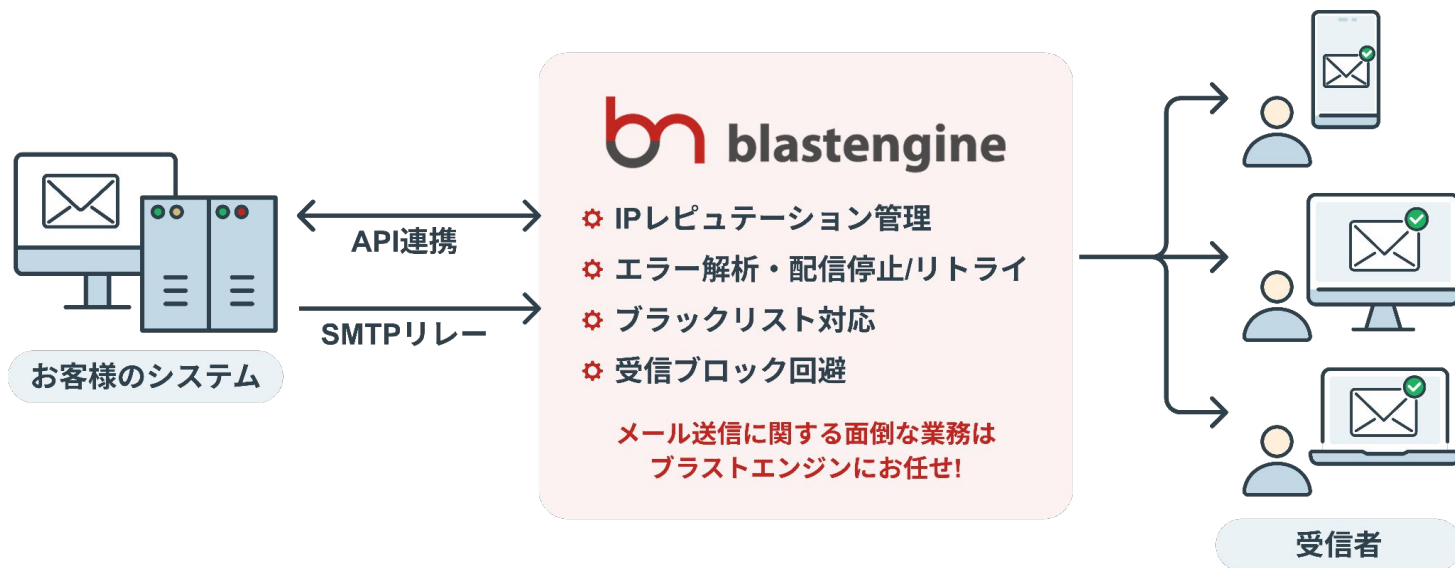 お客様のシステム
API連携
SMTPリレー
bn blastengine
IPレピュテーション管理
エラー解析・配信停止/リトライ
ブラックリスト対応
受信ブロック回避
メール送信に関する面倒な業務は
ブラストエンジンにお任せ!
受信者